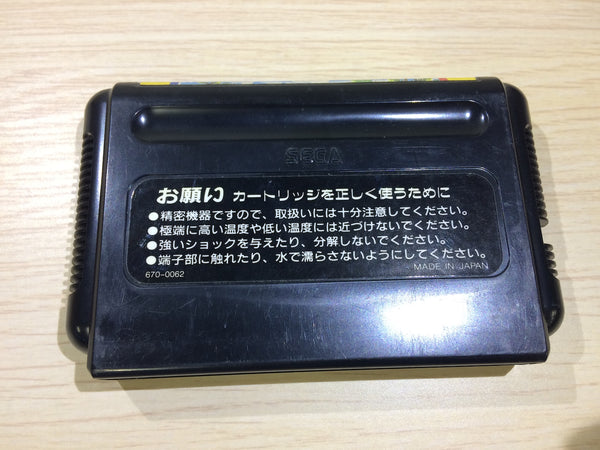 SEGA
お願い カートリッジを正しく使うために
●精密機器ですので、取扱いには十分注意してください。
●極端に高い温度や低い温度には近づけないでください。
●強いショックを与えたり、分解しないでください。
●端子部に触れたり、水で濡らさないようにしてください。
670-0062 MADE IN JAPAN